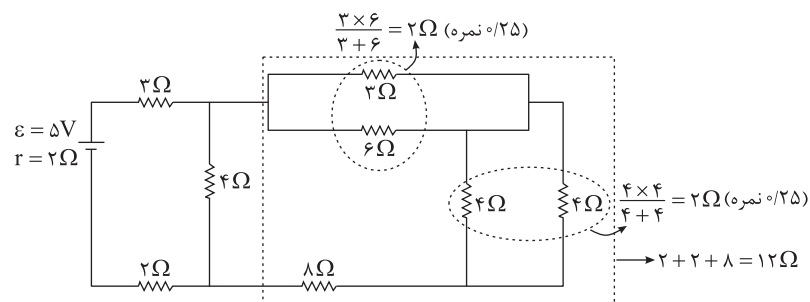 ۳×۶ / ۳+۶ = ۲Ω (۰/۲۵ نمره)
۳Ω
۳Ω
ε = ۵V
r = ۲Ω
۶Ω
۴Ω
۴Ω
۴Ω
۴×۴ / ۴+۴ = ۲Ω (۰/۲۵ نمره)
۲Ω
۸Ω
۲+۲+۸=۱۲Ω